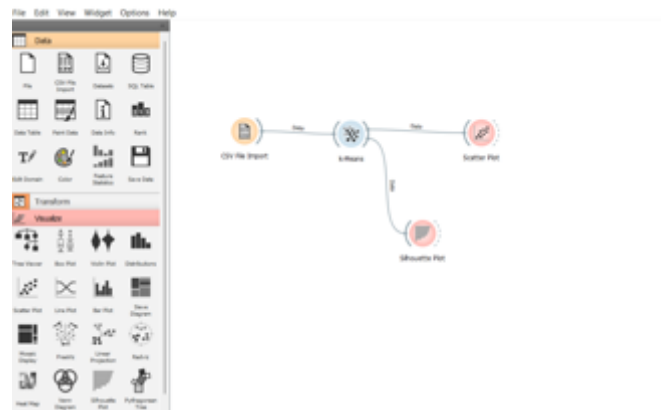 File Edit View Widget Options Help
Data
File
CSV File Import
Datasets
SQL Table
Data Table
Paint Data
Data Info
Rank
Edit Domain
Color
Feature Statistics
Save Data
Transform
Visualize
Tree Viewer
Box Plot
Violin Plot
Distributions
Scatter Plot
Line Plot
Bar Plot
Sieve Diagram
Mosaic Display
FreeViz
Linear Projection
Radviz
Heat Map
Venn Diagram
Silhouette Plot
Pythagorean Tree
CSV File Import
Data
k-Means
Data
Scatter Plot
Data
Silhouette Plot